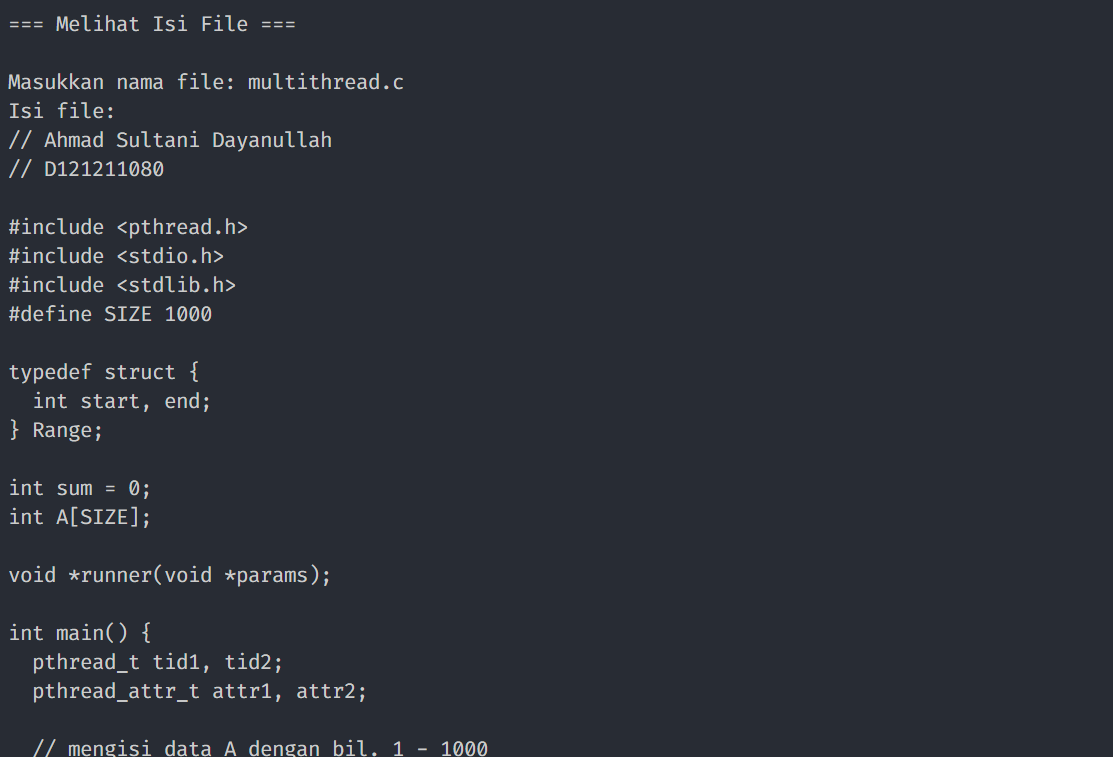 === Melihat Isi File ===
Masukkan nama file: multithread.c
Isi file:
// Ahmad Sultani Dayanullah
// D121211080
#include <pthread.h>
#include <stdio.h>
#include <stdlib.h>
#define SIZE 1000
typedef struct {
  int start, end;
} Range;
int sum = 0;
int A[SIZE];
void *runner(void *params);
int main() {
  pthread_t tid1, tid2;
  pthread_attr_t attr1, attr2;
  // mengisi data A dengan bil. 1 - 1000